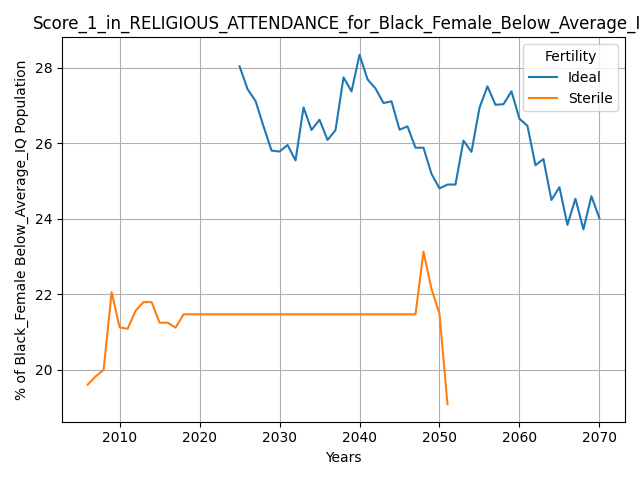 Score_1_in_RELIGIOUS_ATTENDANCE_for_Black_Female_Below_Average_I
% of Black_Female Below_Average_IQ Population
28
26
24
22
20
Fertility
Ideal
Sterile
2010 2020 2030 2040 2050 2060 2070
Years